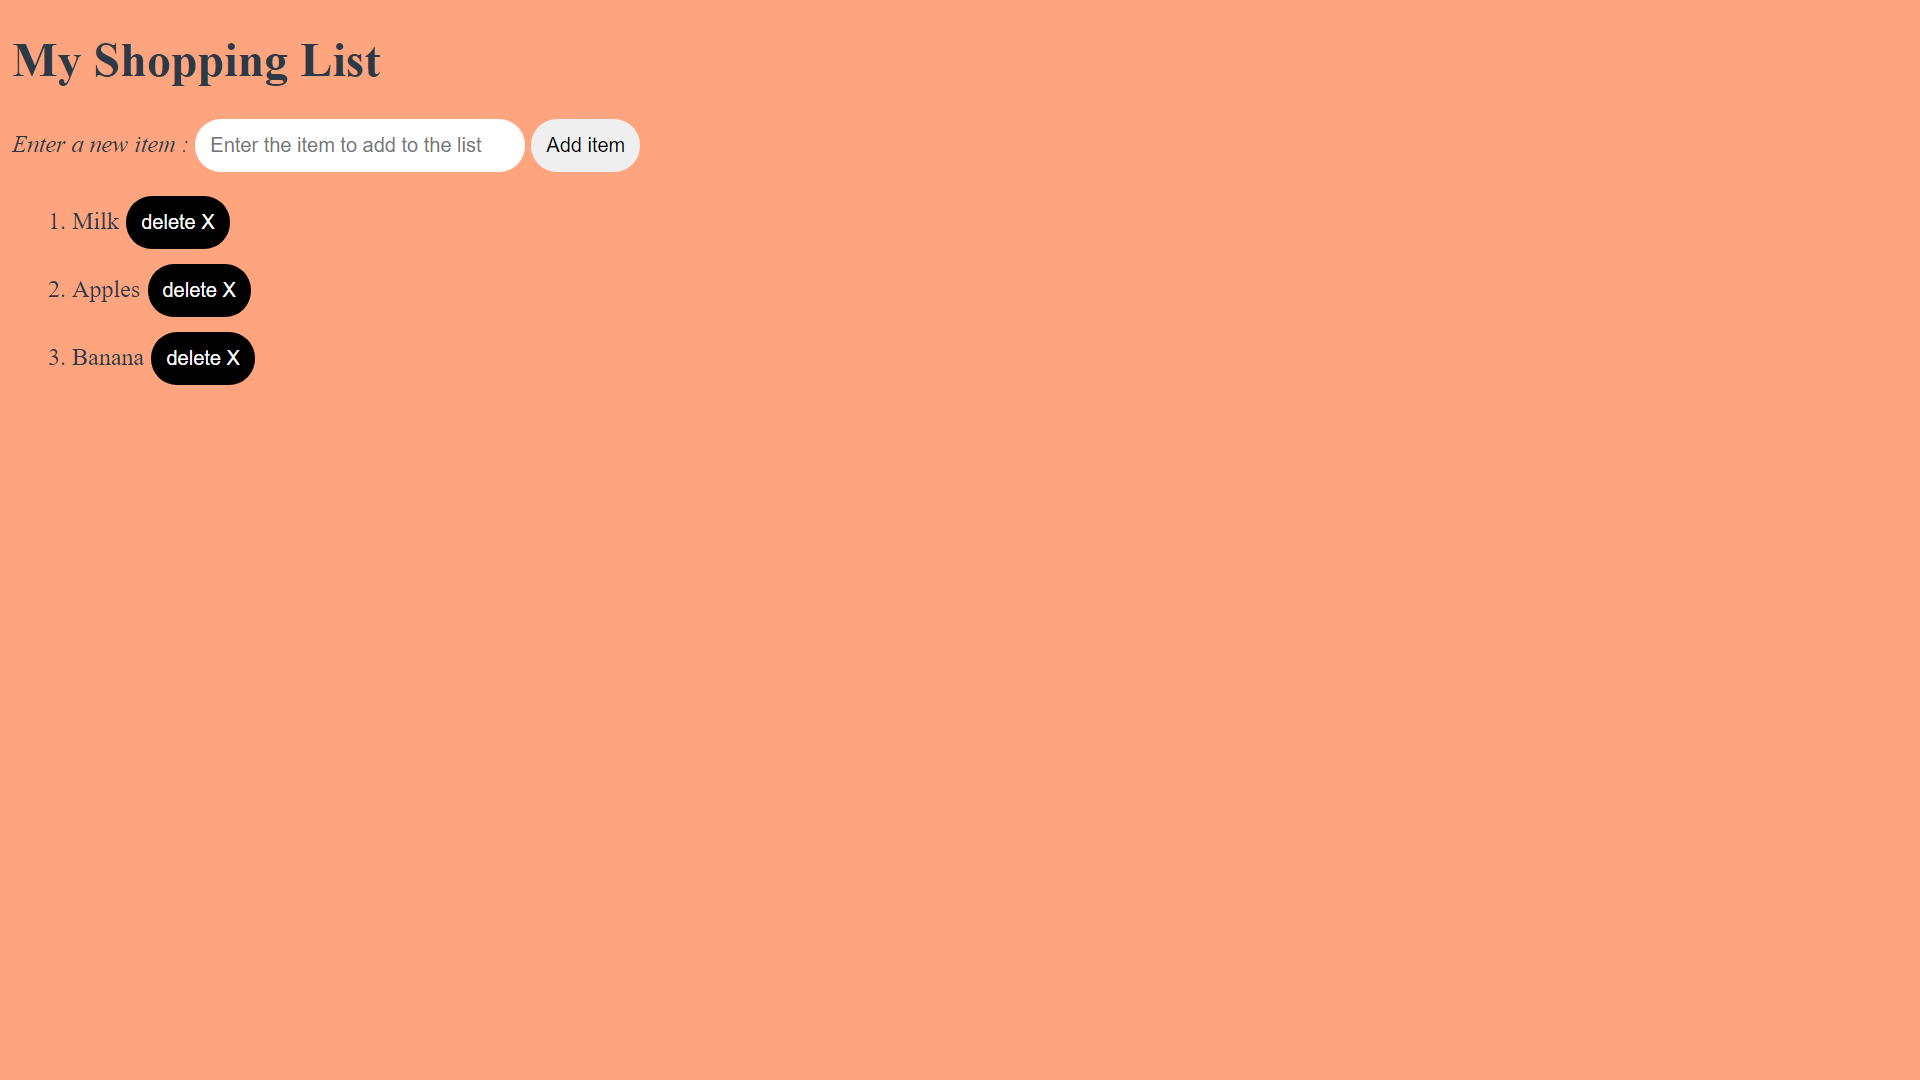 My Shopping List
Enter a new item : Enter the item to add to the list Add item
1. Milk delete X
2. Apples delete X
3. Banana delete X